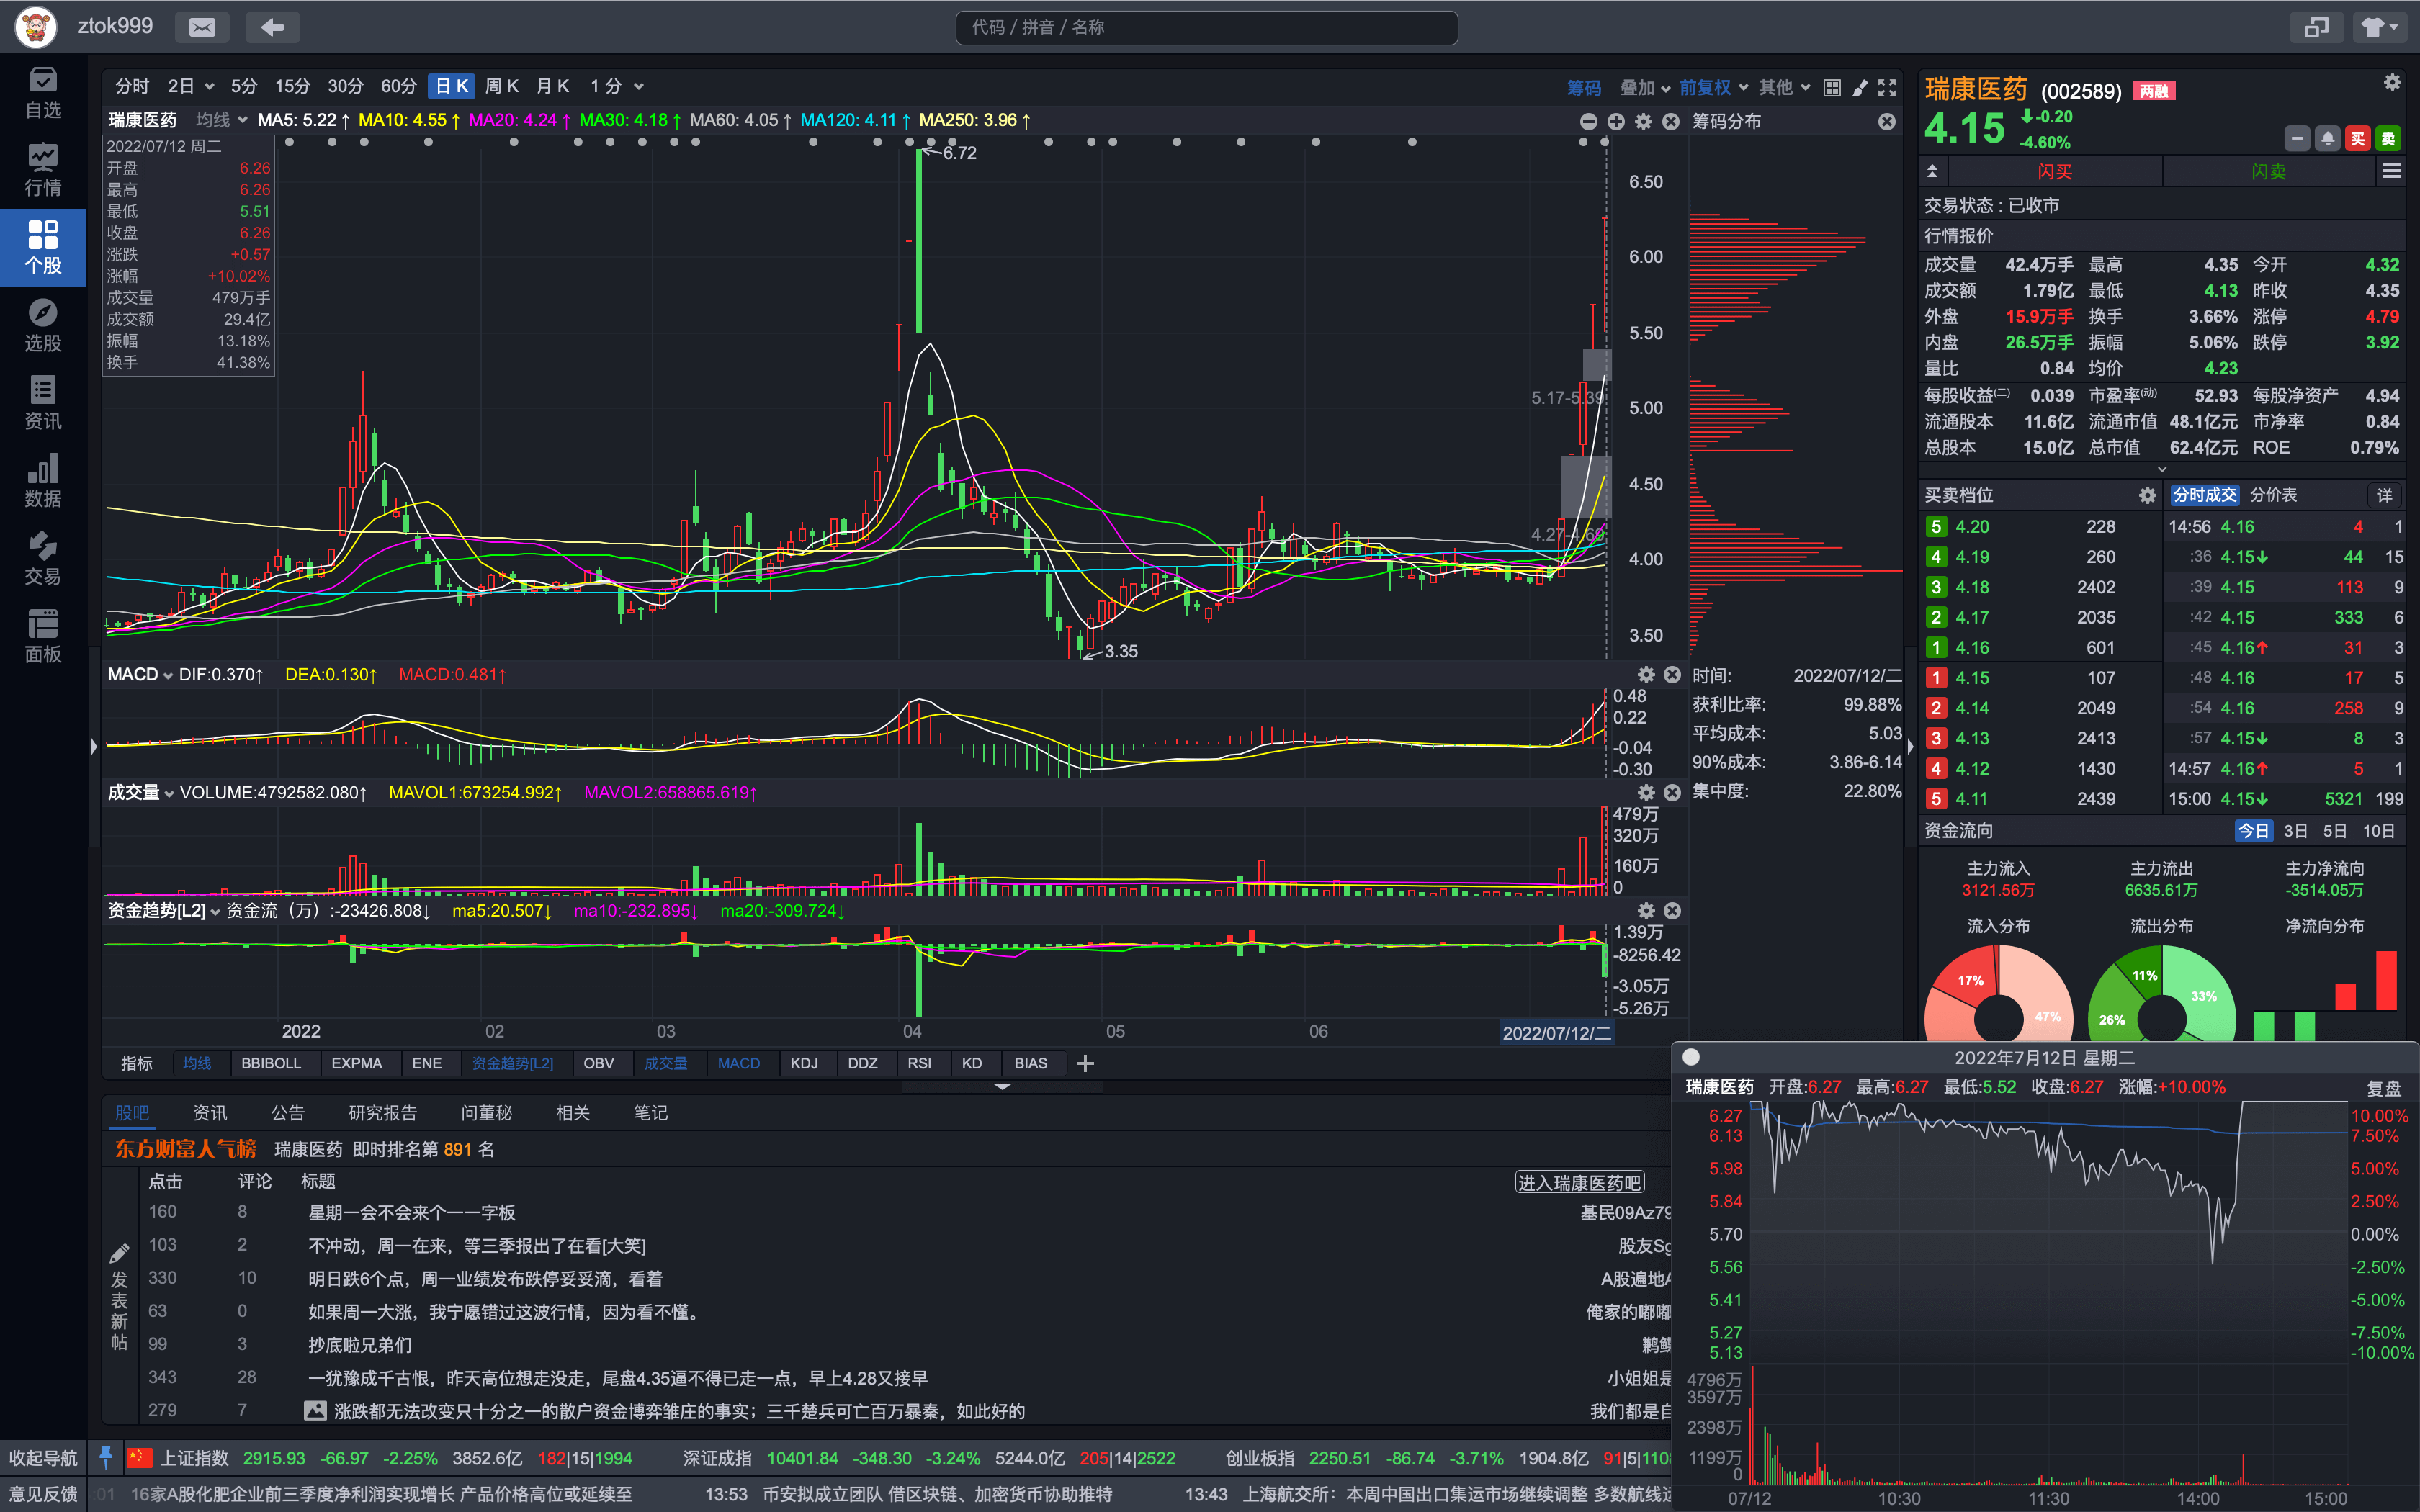 ztok999
代码 / 拼音 / 名称
自选
行情
个股
选股
资讯
数据
交易
面板
分时 2日 5分 15分 30分 60分 日K 周K 月K 1分
筹码 叠加 前复权 其他
瑞康医药 均线 MA5: 5.22↑ MA10: 4.55↑ MA20: 4.24↑ MA30: 4.18↑ MA60: 4.05↑ MA120: 4.11↑ MA250: 3.96↑
筹码分布
2022/07/12 周二
开盘 6.26
最高 6.26
最低 5.51
收盘 6.26
涨跌 +0.57
涨幅 +10.02%
成交量 479万手
成交额 29.4亿
振幅 13.18%
换手 41.38%
6.72
3.35
5.17-5.39
4.27-4.69
6.50
6.00
5.50
5.00
4.50
4.00
3.50
MACD DIF:0.370↑ DEA:0.130↑ MACD:0.481↑
0.48
0.22
-0.04
-0.30
成交量 VOLUME:4792582.080↑ MAVOL1:673254.992↑ MAVOL2:658865.619↑
479万
320万
160万
0
资金趋势[L2] 资金流（万）:-23426.808↓ ma5:20.507↓ ma10:-232.895↓ ma20:-309.724↓
1.39万
-8256.42
-3.05万
-5.26万
2022 02 03 04 05 06 2022/07/12/二
时间: 2022/07/12/二
获利比率: 99.88%
平均成本: 5.03
90%成本: 3.86-6.14
集中度: 22.80%
指标 均线 BBIBOLL EXPMA ENE 资金趋势[L2] OBV 成交量 MACD KDJ DDZ RSI KD BIAS
股吧 资讯 公告 研究报告 问董秘 相关 笔记
东方财富人气榜 瑞康医药 即时排名第 891 名
点击 评论 标题 进入瑞康医药吧
160 8 星期一会不会来个一一字板 基民09Az79
103 2 不冲动，周一在来，等三季报出了在看[大笑] 股友Sg
330 10 明日跌6个点，周一业绩发布跌停妥妥滴，看着 A股遍地
63 0 如果周一大涨，我宁愿错过这波行情，因为看不懂。 俺家的嘟嘟
99 3 抄底啦兄弟们
343 28 一犹豫成千古恨，昨天高位想走没走，尾盘4.35逼不得已走一点，早上4.28又接早 小姐姐是
279 7 涨跌都无法改变只十分之一的散户资金博弈雏庄的事实；三千楚兵可亡百万暴秦，如此好的 我们都是自
发表新帖
瑞康医药 (002589) 两融
4.15 -0.20
-4.60%
买 卖
闪买 闪卖
交易状态 : 已收市
行情报价
成交量 42.4万手 最高 4.35 今开 4.32
成交额 1.79亿 最低 4.13 昨收 4.35
外盘 15.9万手 换手 3.66% 涨停 4.79
内盘 26.5万手 振幅 5.06% 跌停 3.92
量比 0.84 均价 4.23
每股收益(二) 0.039 市盈率(动) 52.93 每股净资产 4.94
流通股本 11.6亿 流通市值 48.1亿元 市净率 0.84
总股本 15.0亿 总市值 62.4亿元 ROE 0.79%
买卖档位 分时成交 分价表 详
5 4.20 228 14:56 4.16 4 1
4 4.19 260 :36 4.15↓ 44 15
3 4.18 2402 :39 4.15 113 9
2 4.17 2035 :42 4.15 333 6
1 4.16 601 :45 4.16↑ 31 3
1 4.15 107 :48 4.16 17 5
2 4.14 2049 :54 4.16 258 9
3 4.13 2413 :57 4.15↓ 8 3
4 4.12 1430 14:57 4.16↑ 5 1
5 4.11 2439 15:00 4.15↓ 5321 199
资金流向 今日 3日 5日 10日
主力流入 主力流出 主力净流向
3121.56万 6635.61万 -3514.05万
流入分布 流出分布 净流向分布
17% 47% 11% 33% 26%
2022年7月12日 星期二
瑞康医药 开盘:6.27 最高:6.27 最低:5.52 收盘:6.27 涨幅:+10.00% 复盘
6.27 10.00%
6.13 7.50%
5.98 5.00%
5.84 2.50%
5.70 0.00%
5.56 -2.50%
5.41 -5.00%
5.27 -7.50%
5.13 -10.00%
4796万
3597万
2398万
1199万
0
07/12 10:30 11:30 14:00 15:00
收起导航 上证指数 2915.93 -66.97 -2.25% 3852.6亿 182|15|1994 深证成指 10401.84 -348.30 -3.24% 5244.0亿 205|14|2522 创业板指 2250.51 -86.74 -3.71% 1904.8亿 91|5|110
意见反馈 :01 16家A股化肥企业前三季度净利润实现增长 产品价格高位或延续至 13:53 币安拟成立团队 借区块链、加密货币协助推特 13:43 上海航交所：本周中国出口集运市场继续调整 多数航线运